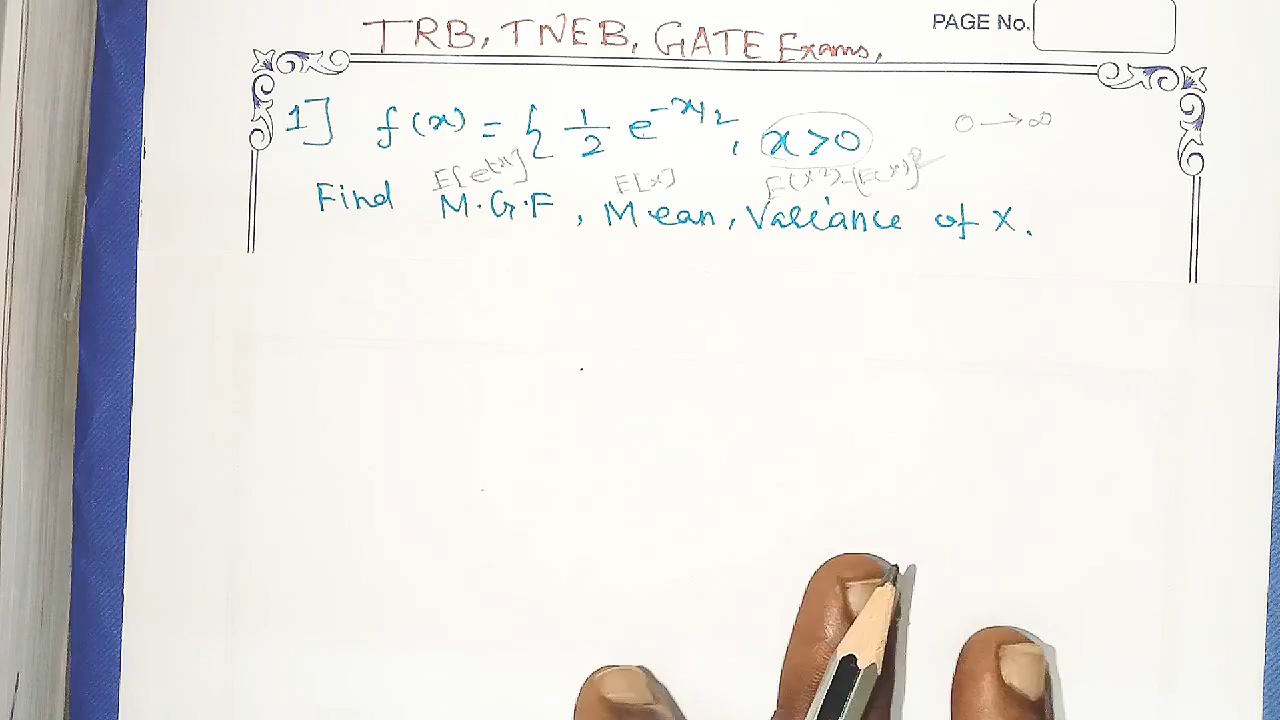 PAGE No.
TRB, TNEB, GATE Exams,
1] f(x) = { 1/2 e^{-x/2}, x>0 0→∞
E[e^{tx}] E[x] E(x²)-[E(x)]²
Find M.G.F, Mean, Variance of X.